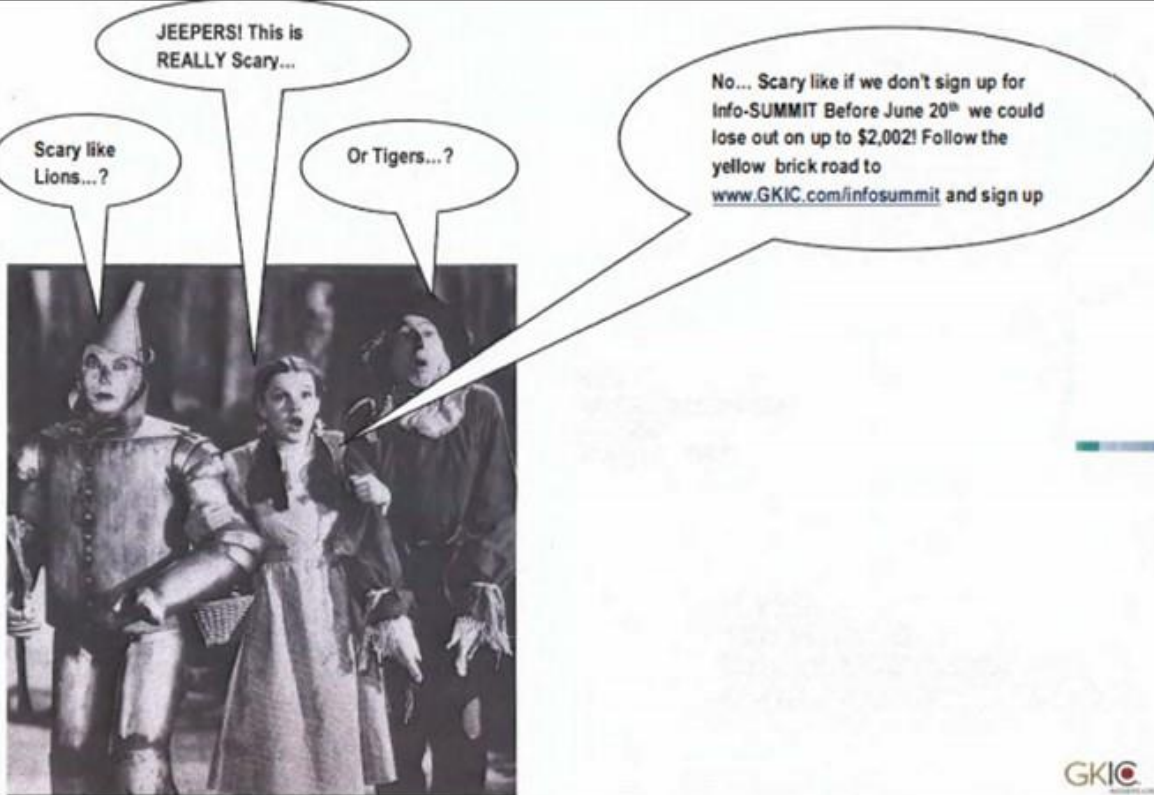 JEEPERS! This is
REALLY Scary...
Scary like
Lions...?
Or Tigers...?
No... Scary like if we don't sign up for
Info-SUMMIT Before June 20th we could
lose out on up to $2,002! Follow the
yellow brick road to
www.GKIC.com/infosummit and sign up
GKIC